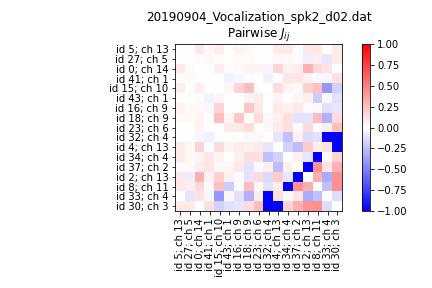 20190904_Vocalization_spk2_d02.dat
Pairwise Jij
id 5; ch 13
id 27; ch 5
id 0; ch 14
id 41; ch 1
id 15; ch 10
id 43; ch 1
id 16; ch 9
id 18; ch 9
id 23; ch 6
id 32; ch 4
id 4; ch 13
id 34; ch 4
id 37; ch 2
id 2; ch 13
id 8; ch 11
id 33; ch 4
id 30; ch 3
1.00
0.75
0.50
0.25
0.00
−0.25
−0.50
−0.75
−1.00
id 5; ch 13
id 27; ch 5
id 0; ch 14
id 41; ch 1
id 15; ch 10
id 43; ch 1
id 16; ch 9
id 18; ch 9
id 23; ch 6
id 32; ch 4
id 4; ch 13
id 34; ch 4
id 37; ch 2
id 2; ch 13
id 8; ch 11
id 33; ch 4
id 30; ch 3